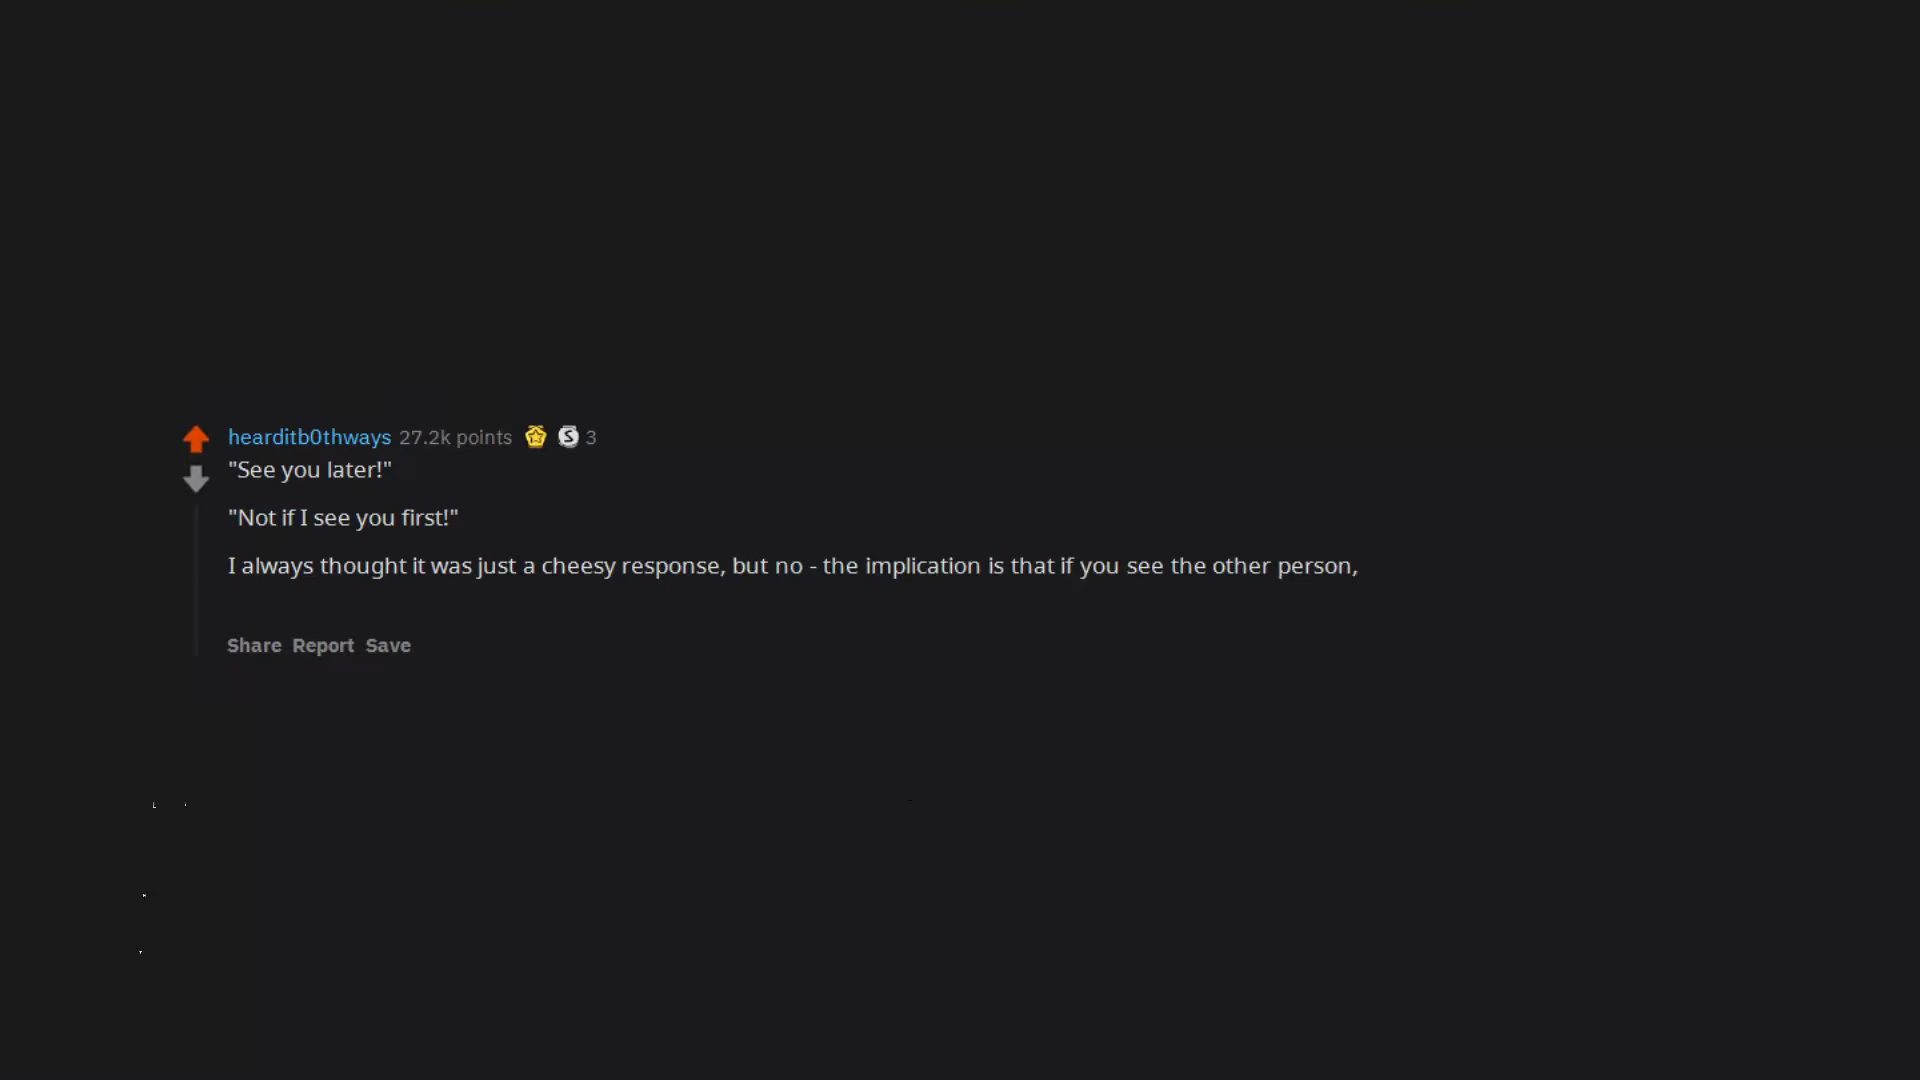 hearditb0thways 27.2k points S 3
"See you later!"
"Not if I see you first!"
I always thought it was just a cheesy response, but no - the implication is that if you see the other person,
Share Report Save